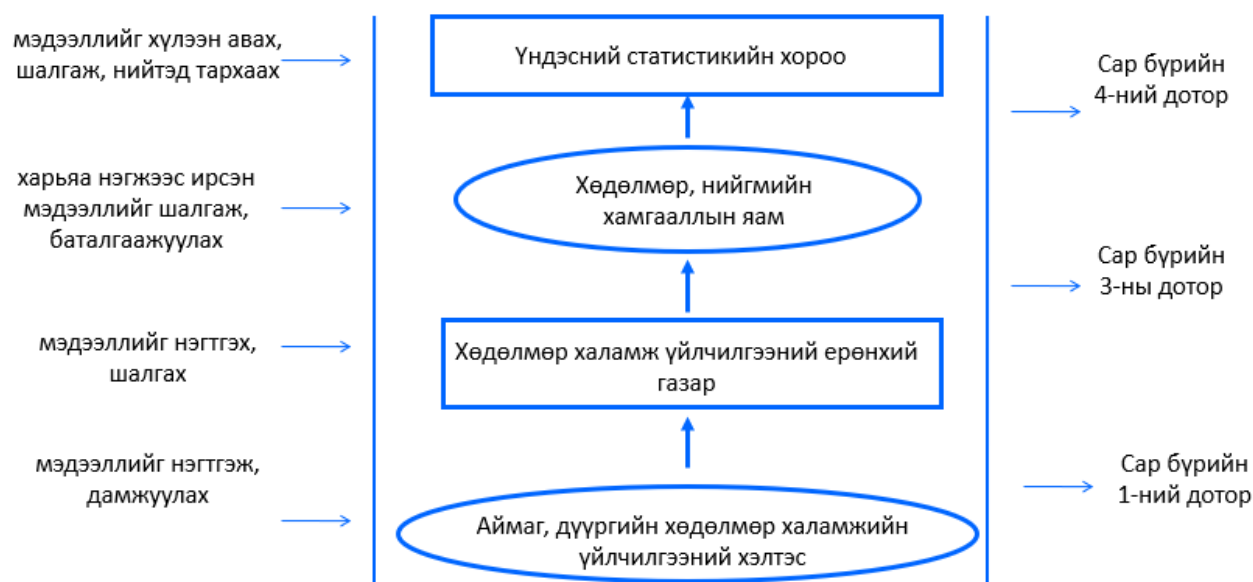 мэдээллийг хүлээн авах,
шалгаж, нийтэд тархаах
Үндэсний статистикийн хороо
Сар бүрийн
4-ний дотор
харьяа нэгжээс ирсэн
мэдээллийг шалгаж,
баталгаажуулах
Хөдөлмөр, нийгмийн
хамгааллын яам
Сар бүрийн
3-ны дотор
мэдээллийг нэгтгэх,
шалгах
Хөдөлмөр халамж үйлчилгээний ерөнхий
газар
мэдээллийг нэгтгэж,
дамжуулах
Сар бүрийн
1-ний дотор
Аймаг, дүүргийн хөдөлмөр халамжийн
үйлчилгээний хэлтэс